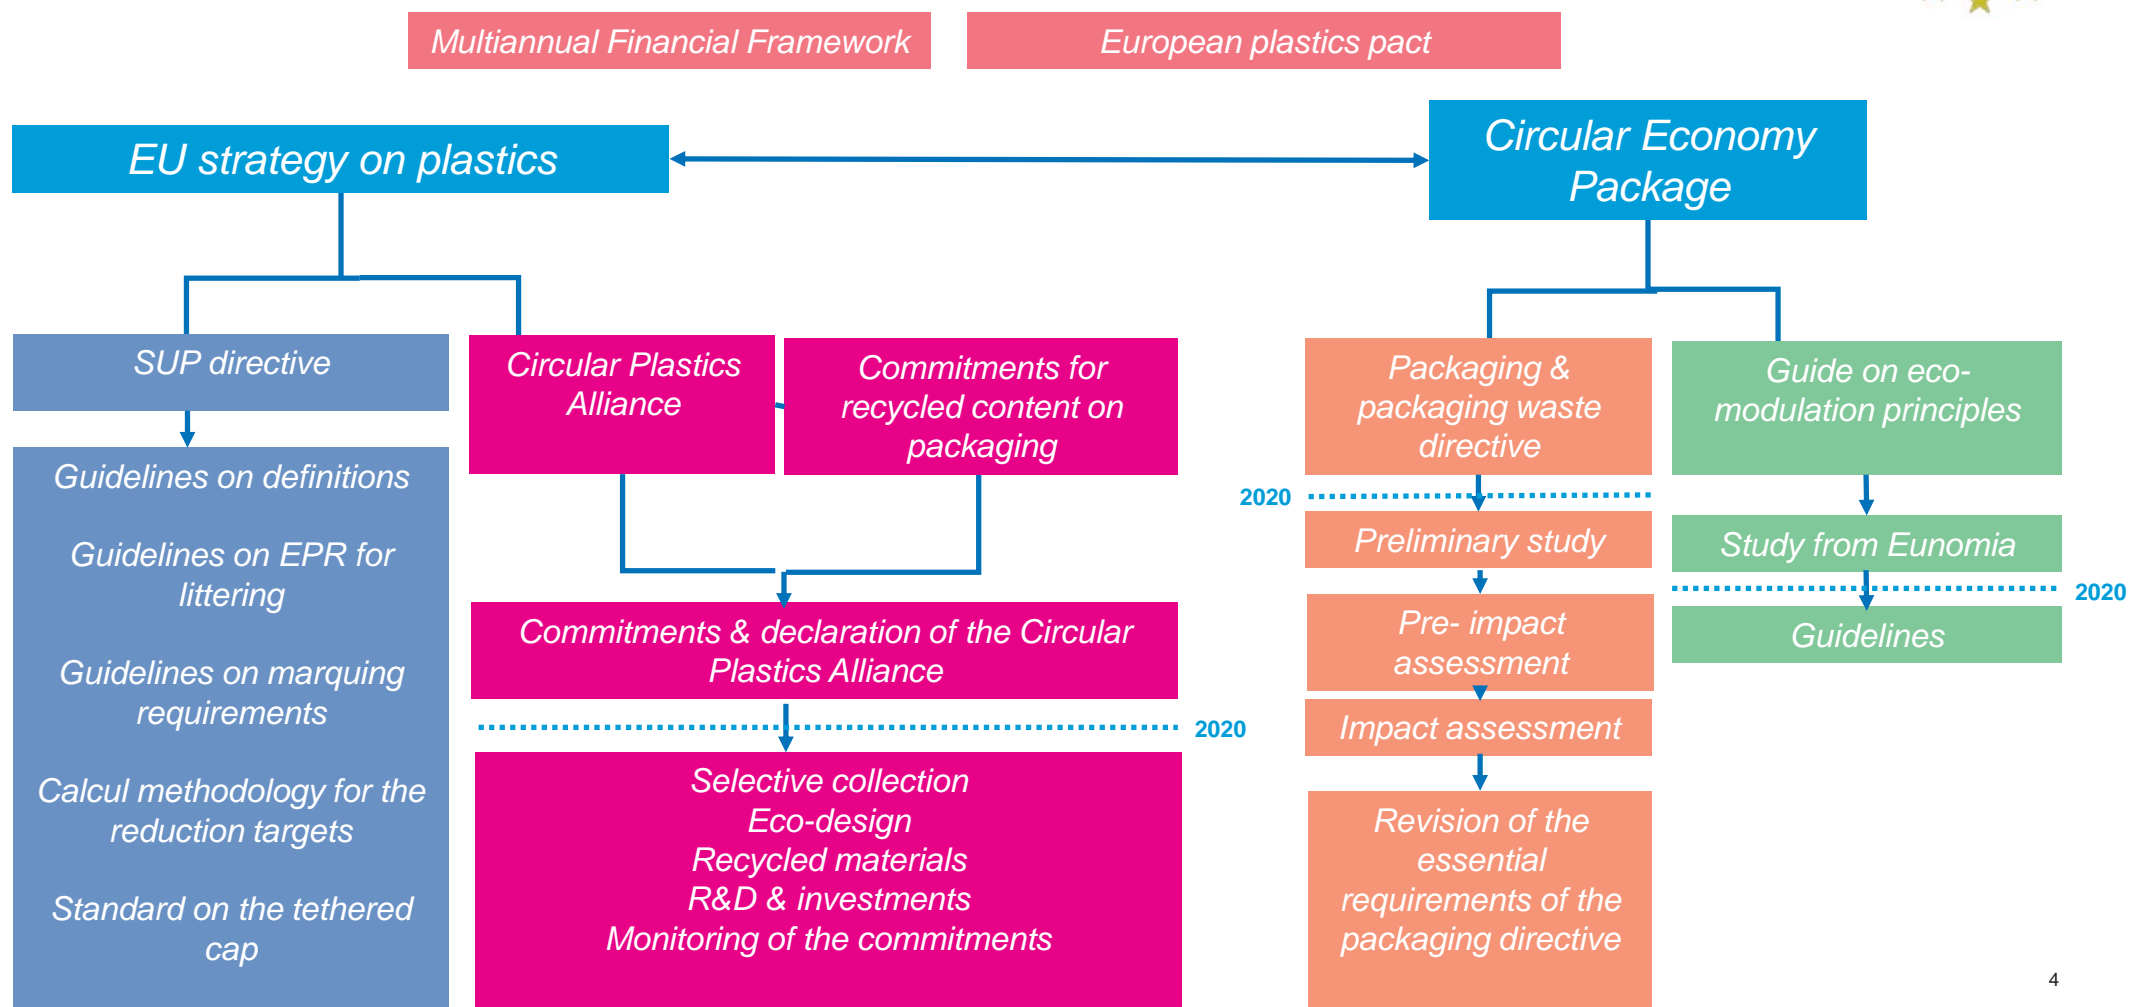 Multiannual Financial Framework
European plastics pact
EU strategy on plastics
Circular Economy
Package
SUP directive
Guidelines on definitions
Guidelines on EPR for
littering
Guidelines on marquing
requirements
Calcul methodology for the
reduction targets
Standard on the tethered
cap
Circular Plastics
Alliance
Commitments for
recycled content on
packaging
Commitments & declaration of the Circular
Plastics Alliance
2020
Selective collection
Eco-design
Recycled materials
R&D & investments
Monitoring of the commitments
Packaging &
packaging waste
directive
2020
Preliminary study
Pre- impact
assessment
Impact assessment
Revision of the
essential
requirements of the
packaging directive
Guide on eco-
modulation principles
Study from Eunomia
2020
Guidelines
4